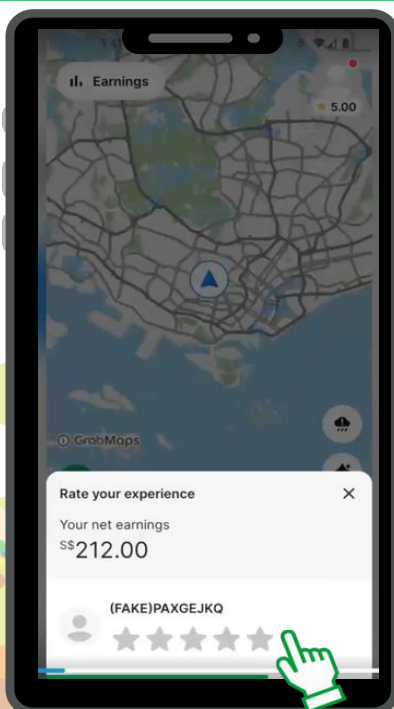 Earnings
5.00
GrabMaps
Rate your experience
Your net earnings
S$212.00
(FAKE)PAXGEJKQ